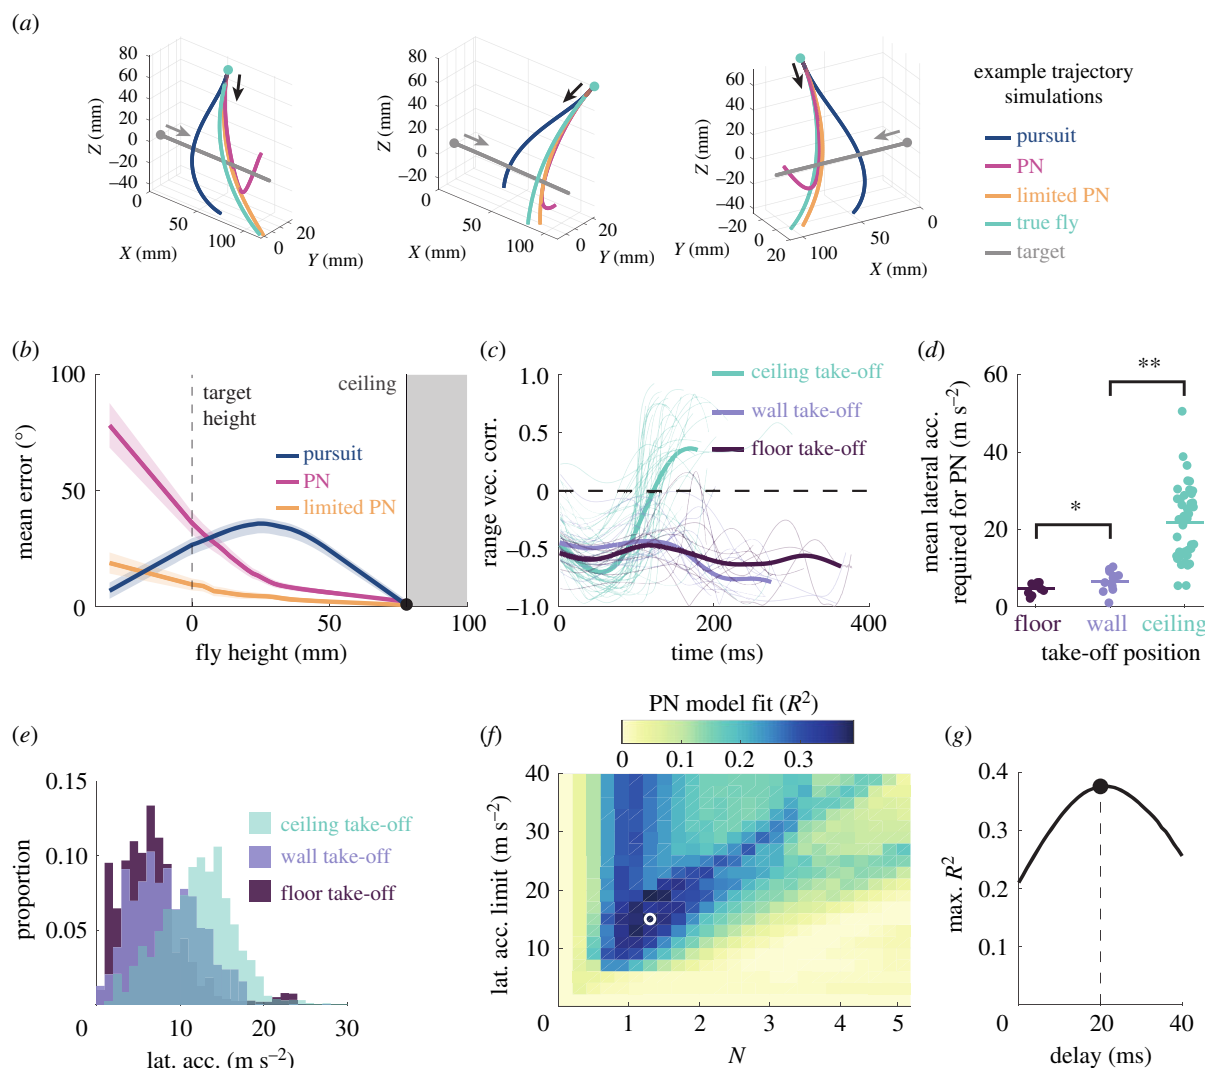 (a)
80
60
40
20
0
−20
−40
Z (mm)
0
50
100
X (mm)
20
0
Y (mm)
80
60
40
20
0
−20
Z (mm)
0
50
100
X (mm)
20
0
Y (mm)
60
40
20
0
−20
−40
Z (mm)
−20
0
20
Y (mm)
100
50
0
X (mm)
example trajectory
simulations
pursuit
PN
limited PN
true fly
target
(b)
100
50
0
mean error (°)
target
height
ceiling
pursuit
PN
limited PN
0
50
100
fly height (mm)
(c)
1.0
0.5
0
−0.5
−1.0
range vec. corr.
ceiling take-off
wall take-off
floor take-off
0
200
400
time (ms)
(d)
60
40
20
0
mean lateral acc.
required for PN (m s−2)
*
**
floor wall ceiling
take-off position
(e)
0.15
0.10
0.05
proportion
ceiling take-off
wall take-off
floor take-off
0 10 20 30
lat. acc. (m s−2)
(f)
PN model fit (R2)
0 0.1 0.2 0.3
40
30
20
10
0
lat. acc. limit (m s−2)
1 2 3 4 5
N
(g)
0.4
0.3
0.2
0.1
0
max. R2
0 20 40
delay (ms)